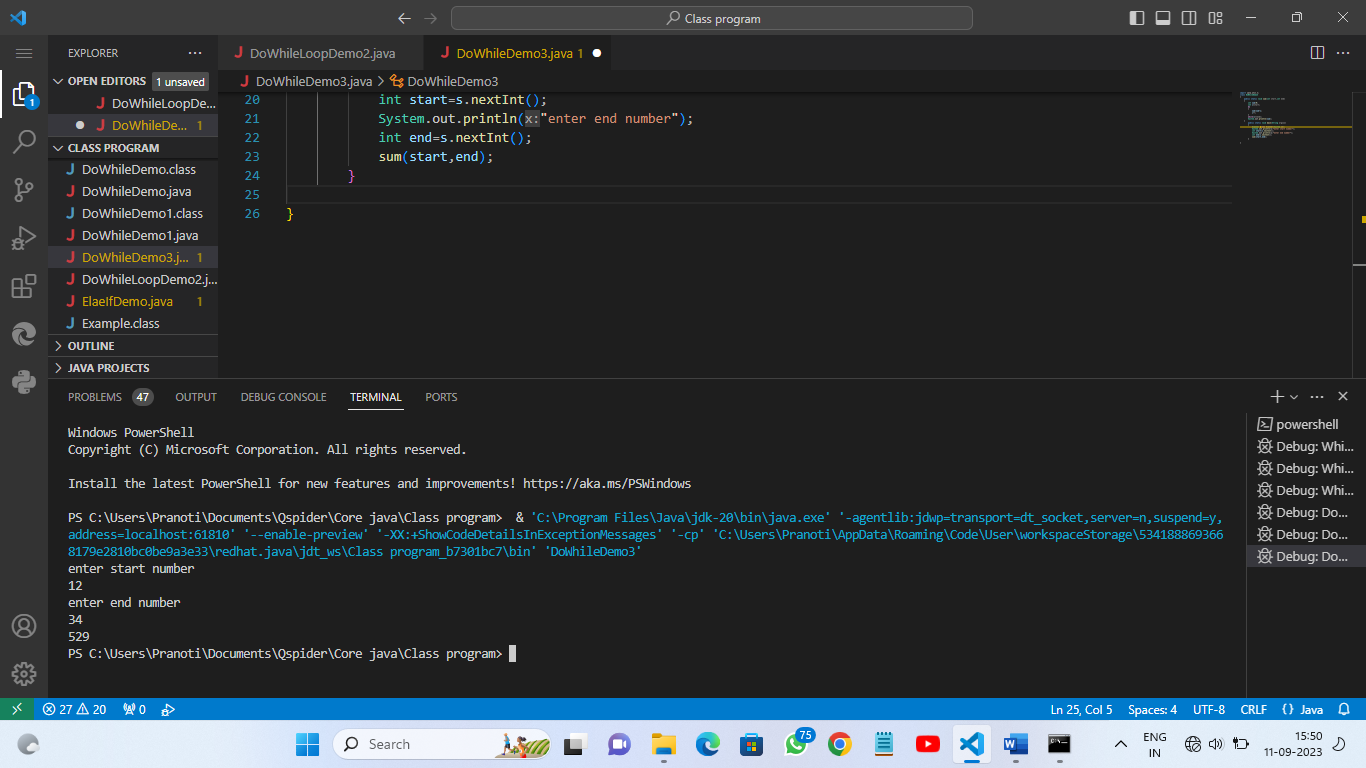 Class program
EXPLORER
OPEN EDITORS 1 unsaved
DoWhileLoopDe...
DoWhileDe... 1
CLASS PROGRAM
DoWhileDemo.class
DoWhileDemo.java
DoWhileDemo1.class
DoWhileDemo1.java
DoWhileDemo3.j... 1
DoWhileLoopDemo2.j...
ElaeIfDemo.java 1
Example.class
OUTLINE
JAVA PROJECTS
1
DoWhileLoopDemo2.java
DoWhileDemo3.java 1
DoWhileDemo3.java > DoWhileDemo3
20 int start=s.nextInt();
21 System.out.println(x:"enter end number");
22 int end=s.nextInt();
23 sum(start,end);
24 }
25
26 }
PROBLEMS 47 OUTPUT DEBUG CONSOLE TERMINAL PORTS
Windows PowerShell
Copyright (C) Microsoft Corporation. All rights reserved.
Install the latest PowerShell for new features and improvements! https://aka.ms/PSWindows
PS C:\Users\Pranoti\Documents\Qspider\Core java\Class program>  & 'C:\Program Files\Java\jdk-20\bin\java.exe' '-agentlib:jdwp=transport=dt_socket,server=n,suspend=y,
address=localhost:61810' '--enable-preview' '-XX:+ShowCodeDetailsInExceptionMessages' '-cp' 'C:\Users\Pranoti\AppData\Roaming\Code\User\workspaceStorage\534188869366
8179e2810bc0be9a3e33\redhat.java\jdt_ws\Class program_b7301bc7\bin' 'DoWhileDemo3'
enter start number
12
enter end number
34
529
PS C:\Users\Pranoti\Documents\Qspider\Core java\Class program>
powershell
Debug: Whi...
Debug: Whi...
Debug: Whi...
Debug: Do...
Debug: Do...
Debug: Do...
27 20 0
Ln 25, Col 5 Spaces: 4 UTF-8 CRLF {} Java
Search
75
ENG
IN
15:50
11-09-2023